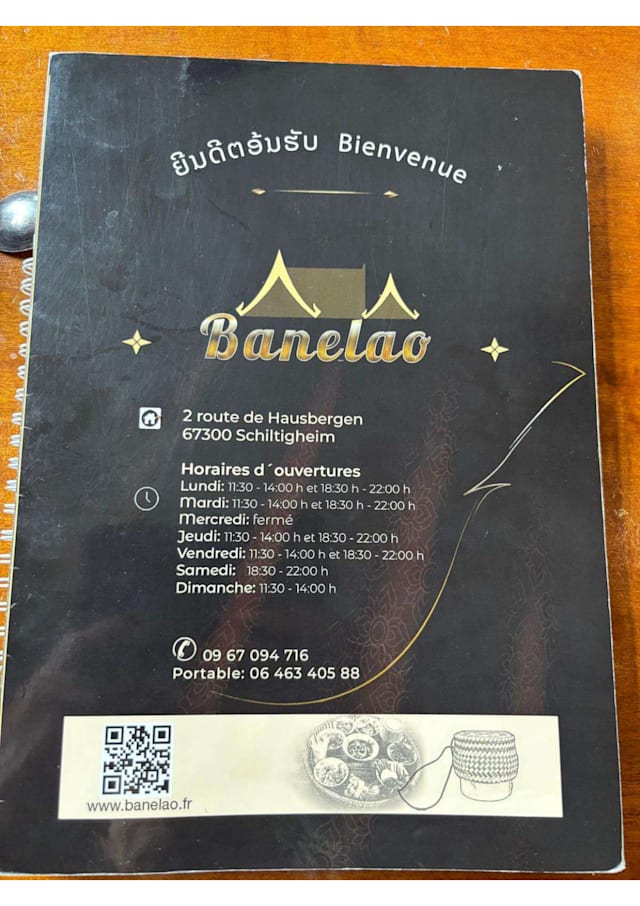 ຍິນດີຕອ້ນຮັບ Bienvenue
Banelao
2 route de Hausbergen
67300 Schiltigheim
Horaires d´ouvertures
Lundi: 11:30 - 14:00 h et 18:30 h - 22:00 h
Mardi: 11:30 - 14:00 h et 18:30 h - 22:00 h
Mercredi: fermé
Jeudi: 11:30 - 14:00 h et 18:30 - 22:00 h
Vendredi: 11:30 - 14:00 h et 18:30 - 22:00 h
Samedi: 18:30 - 22:00 h
Dimanche: 11:30 - 14:00 h
09 67 094 716
Portable: 06 463 405 88
www.banelao.fr